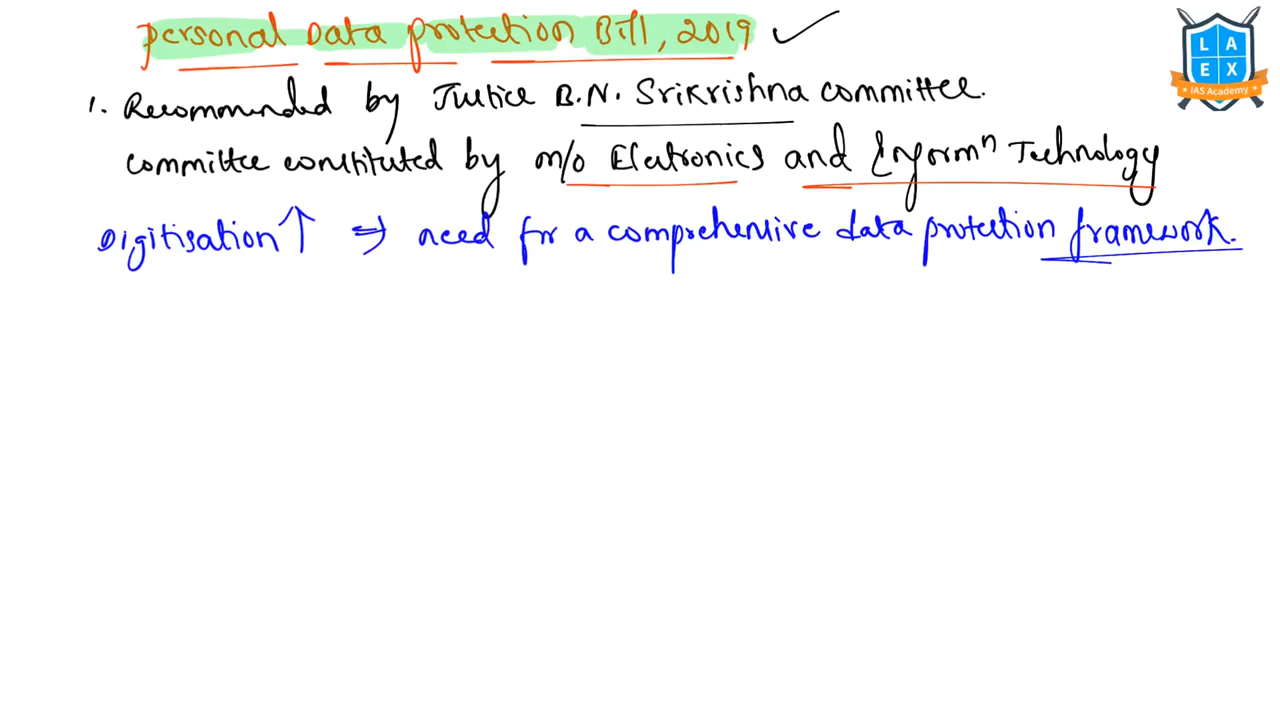 personal Data protection Bill, 2019
1. Recommended by Justice B.N. Srikrishna committee.
committee constituted by m/o Electronics and Informⁿ Technology
Digitisation ↑ ⇒ need for a comprehensive data protection framework.
L A
E X
IAS Academy